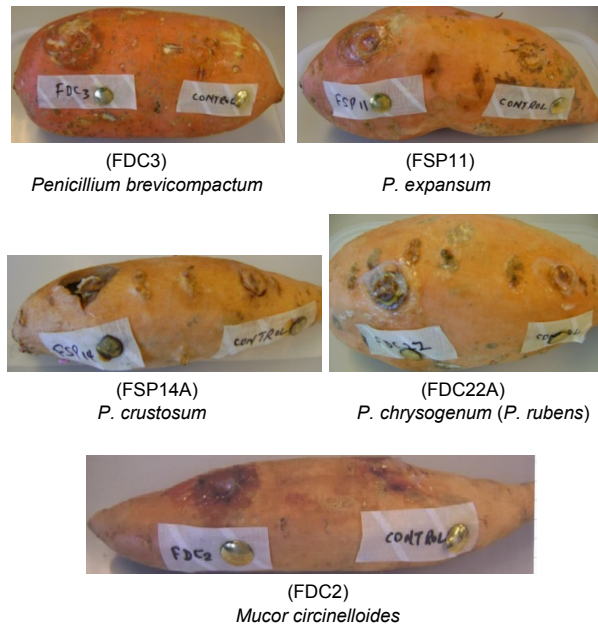 FDC3
CONTROL
FSP11
CONTROL
(FDC3)
Penicillium brevicompactum
(FSP11)
P. expansum
FSP14
CONTROL
FDC22
(FSP14A)
P. crustosum
(FDC22A)
P. chrysogenum (P. rubens)
FDC2
CONTROL
(FDC2)
Mucor circinelloides